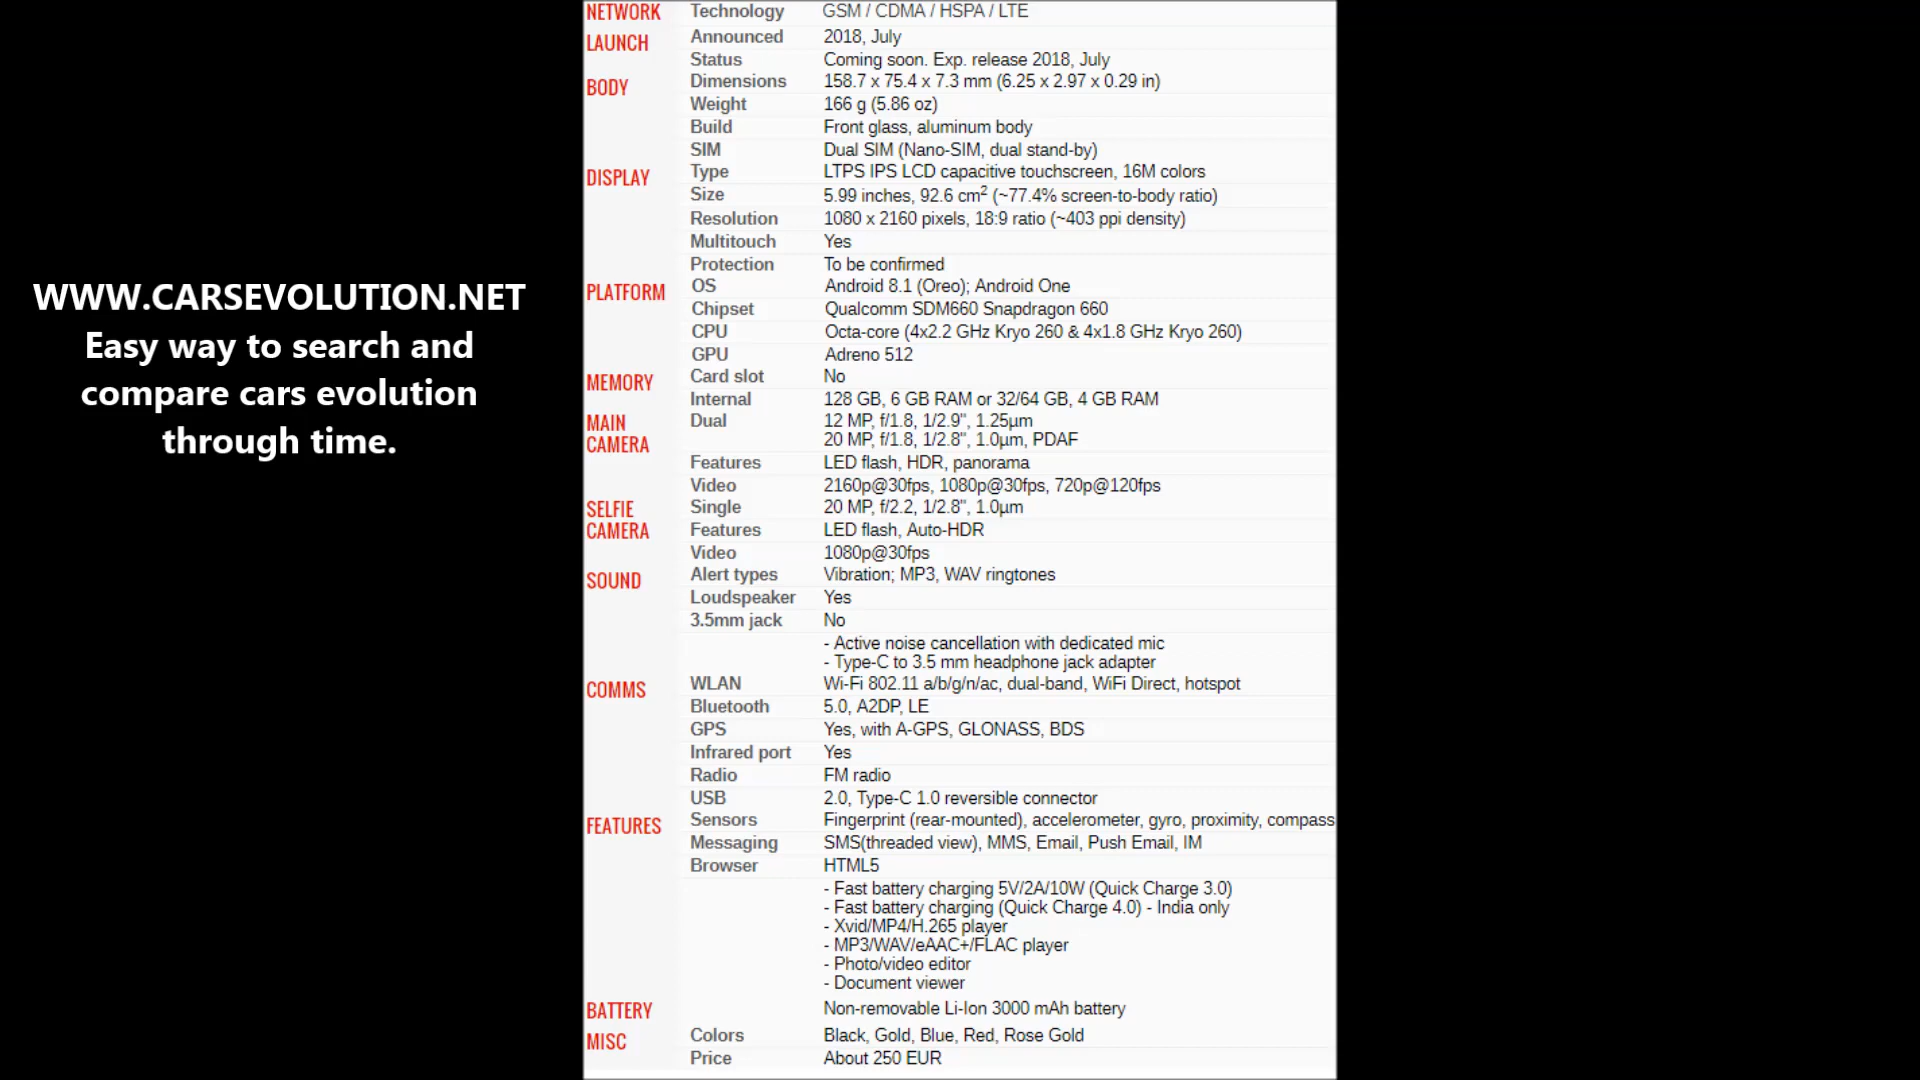 WWW.CARSEVOLUTION.NET
Easy way to search and
compare cars evolution
through time.
NETWORK Technology GSM / CDMA / HSPA / LTE
LAUNCH Announced 2018, July
Status Coming soon. Exp. release 2018, July
BODY Dimensions 158.7 x 75.4 x 7.3 mm (6.25 x 2.97 x 0.29 in)
Weight 166 g (5.86 oz)
Build Front glass, aluminum body
SIM Dual SIM (Nano-SIM, dual stand-by)
DISPLAY Type LTPS IPS LCD capacitive touchscreen, 16M colors
Size 5.99 inches, 92.6 cm² (~77.4% screen-to-body ratio)
Resolution 1080 x 2160 pixels, 18:9 ratio (~403 ppi density)
Multitouch Yes
Protection To be confirmed
PLATFORM OS Android 8.1 (Oreo); Android One
Chipset Qualcomm SDM660 Snapdragon 660
CPU Octa-core (4x2.2 GHz Kryo 260 & 4x1.8 GHz Kryo 260)
GPU Adreno 512
MEMORY Card slot No
Internal 128 GB, 6 GB RAM or 32/64 GB, 4 GB RAM
MAIN CAMERA Dual 12 MP, f/1.8, 1/2.9", 1.25µm
20 MP, f/1.8, 1/2.8", 1.0µm, PDAF
Features LED flash, HDR, panorama
Video 2160p@30fps, 1080p@30fps, 720p@120fps
SELFIE CAMERA Single 20 MP, f/2.2, 1/2.8", 1.0µm
Features LED flash, Auto-HDR
Video 1080p@30fps
SOUND Alert types Vibration; MP3, WAV ringtones
Loudspeaker Yes
3.5mm jack No
- Active noise cancellation with dedicated mic
- Type-C to 3.5 mm headphone jack adapter
COMMS WLAN Wi-Fi 802.11 a/b/g/n/ac, dual-band, WiFi Direct, hotspot
Bluetooth 5.0, A2DP, LE
GPS Yes, with A-GPS, GLONASS, BDS
Infrared port Yes
Radio FM radio
USB 2.0, Type-C 1.0 reversible connector
FEATURES Sensors Fingerprint (rear-mounted), accelerometer, gyro, proximity, compass
Messaging SMS(threaded view), MMS, Email, Push Email, IM
Browser HTML5
- Fast battery charging 5V/2A/10W (Quick Charge 3.0)
- Fast battery charging (Quick Charge 4.0) - India only
- Xvid/MP4/H.265 player
- MP3/WAV/eAAC+/FLAC player
- Photo/video editor
- Document viewer
BATTERY Non-removable Li-Ion 3000 mAh battery
MISC Colors Black, Gold, Blue, Red, Rose Gold
Price About 250 EUR